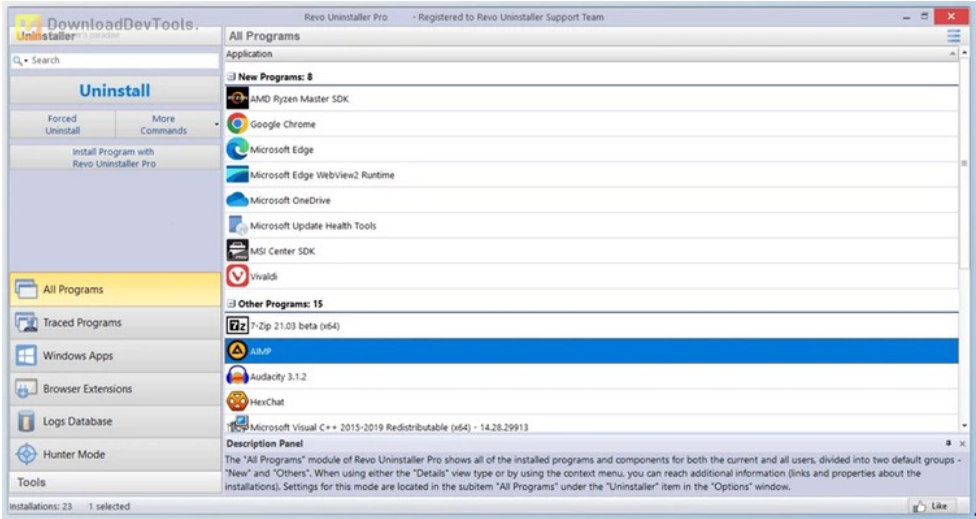 Revo Uninstaller Pro - Registered to Revo Uninstaller Support Team
DownloadDevTools.
Uninstaller
All Programs
Search
Application
Uninstall
Forced Uninstall
More Commands
Install Program with
Revo Uninstaller Pro
New Programs: 8
AMD Ryzen Master SDK
Google Chrome
Microsoft Edge
Microsoft Edge WebView2 Runtime
Microsoft OneDrive
Microsoft Update Health Tools
MSI Center SDK
Vivaldi
Other Programs: 15
7-Zip 21.03 beta (x64)
AIMP
Audacity 3.1.2
HexChat
Microsoft Visual C++ 2015-2019 Redistributable (x64) - 14.28.29913
All Programs
Traced Programs
Windows Apps
Browser Extensions
Logs Database
Hunter Mode
Tools
Description Panel
The "All Programs" module of Revo Uninstaller Pro shows all of the installed programs and components for both the current and all users, divided into two default groups -
"New" and "Others". When using either the "Details" view type or by using the context menu, you can reach additional information (links and properties about the
installations). Settings for this mode are located in the subitem "All Programs" under the "Uninstaller" item in the "Options" window.
Installations: 23 1 selected
Like